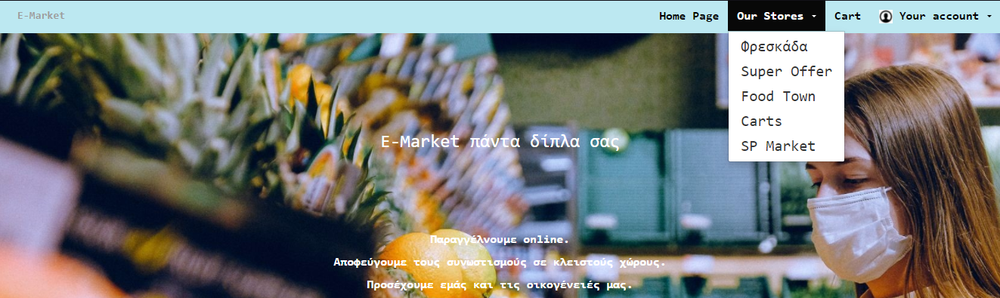 E-Market
Home Page
Our Stores
Cart
Your account
Φρεσκάδα
Super Offer
Food Town
Carts
SP Market
E-Market πάντα δίπλα σας
Παραγγέλνουμε online.
Αποφεύγουμε τους συνωστισμούς σε κλειστούς χώρους.
Προσέχουμε εμάς και τις οικογένειές μας.